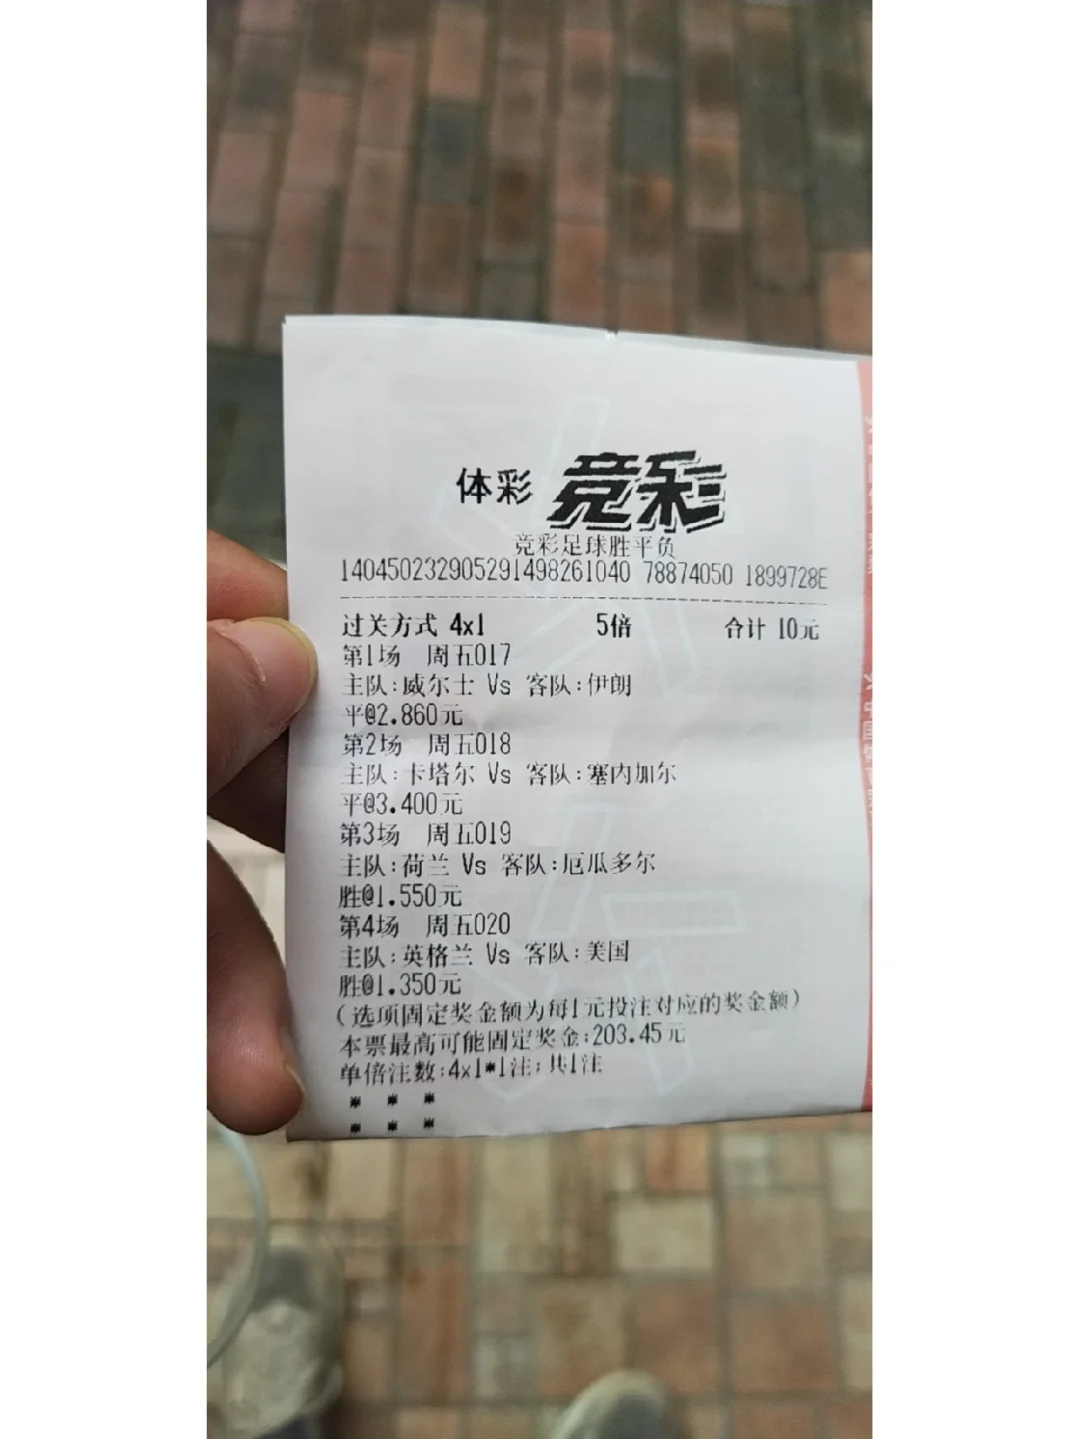 体彩 竞彩
竞彩足球胜平负
140450232905291498261040 78874050 1899728E
过关方式 4x1 5倍 合计 10元
第1场 周五017
主队:威尔士 Vs 客队:伊朗
平@2.860元
第2场 周五018
主队:卡塔尔 Vs 客队:塞内加尔
平@3.400元
第3场 周五019
主队:荷兰 Vs 客队:厄瓜多尔
胜@1.550元
第4场 周五020
主队:英格兰 Vs 客队:美国
胜@1.350元
(选项固定奖金额为每1元投注对应的奖金额)
本票最高可能固定奖金:203.45元
单倍注数:4x1*1注;共1注
* * *
* * *